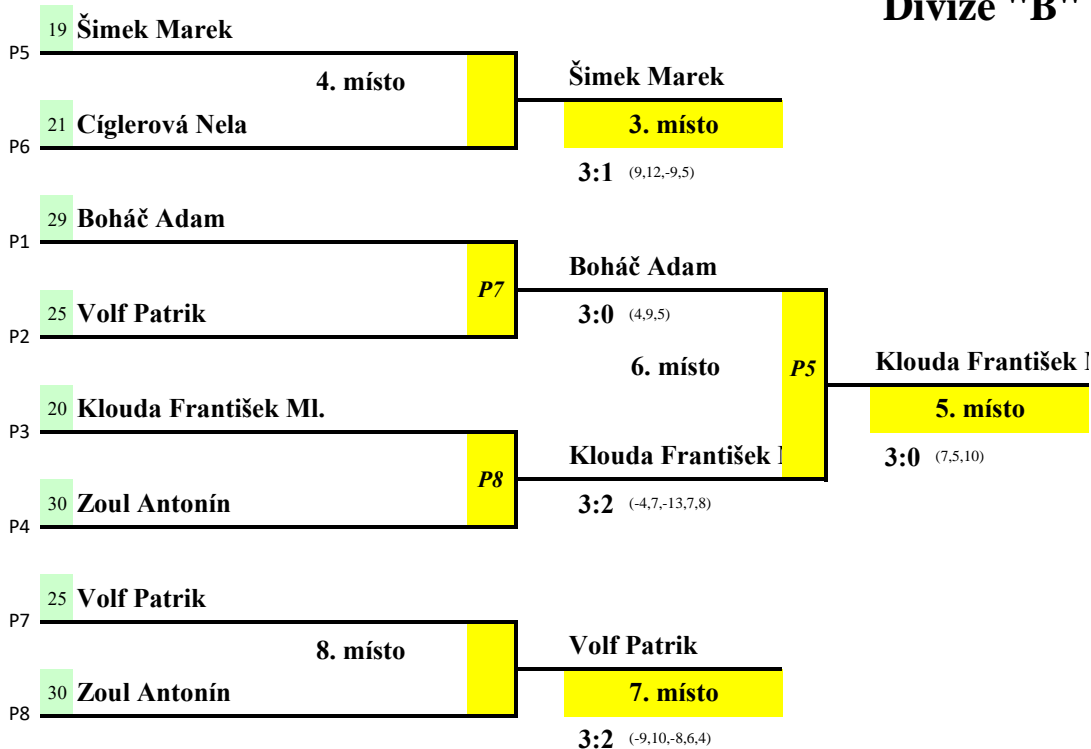 Divize "B"
19 Šimek Marek
P5
4. místo
Šimek Marek
21 Cíglerová Nela
3. místo
P6
3:1 (9,12,-9,5)
29 Boháč Adam
P1
Boháč Adam
P7
25 Volf Patrik
3:0 (4,9,5)
P2
6. místo
P5
Klouda František
20 Klouda František Ml.
5. místo
P3
Klouda František
3:0 (7,5,10)
P8
30 Zoul Antonín
3:2 (-4,7,-13,7,8)
P4
25 Volf Patrik
P7
8. místo
Volf Patrik
30 Zoul Antonín
7. místo
P8
3:2 (-9,10,-8,6,4)